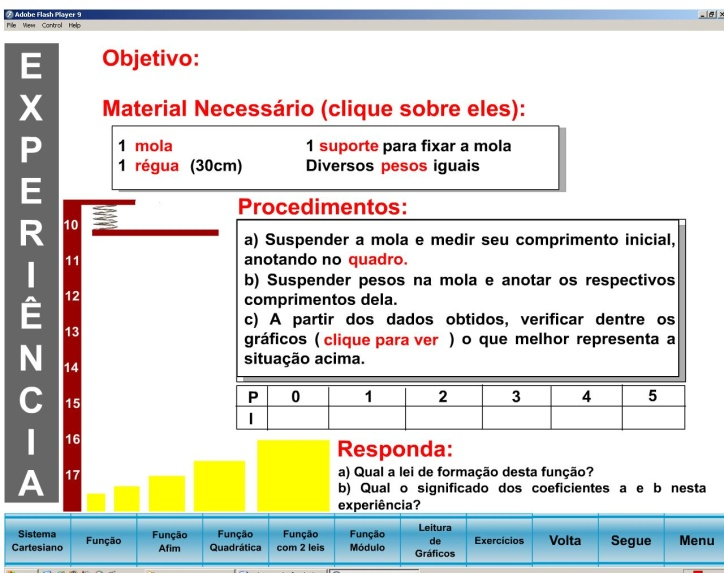 Adobe Flash Player 9
File View Control Help
EXPERIÊNCIA
Objetivo:
Material Necessário (clique sobre eles):
1 mola
1 suporte para fixar a mola
1 régua (30cm)
Diversos pesos iguais
Procedimentos:
a) Suspender a mola e medir seu comprimento inicial,
anotando no quadro.
b) Suspender pesos na mola e anotar os respectivos
comprimentos dela.
c) A partir dos dados obtidos, verificar dentre os
gráficos ( clique para ver ) o que melhor representa a
situação acima.
10
11
12
13
14
15
16
17
P 0 1 2 3 4 5
l
Responda:
a) Qual a lei de formação desta função?
b) Qual o significado dos coeficientes a e b nesta
experiência?
Sistema
Cartesiano
Função
Função
Afim
Função
Quadrática
Função
com 2 leis
Função
Módulo
Leitura
de
Gráficos
Exercícios
Volta
Segue
Menu